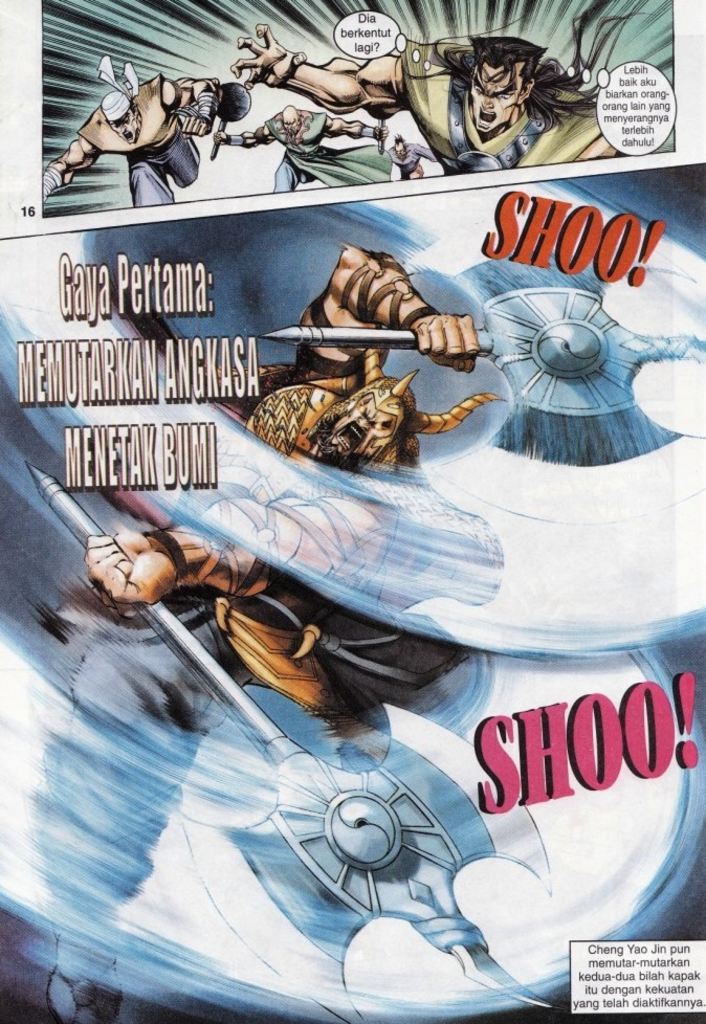 Dia
berkentut
lagi?
Lebih
baik aku
biarkan orang-
orang lain yang
menyerangnya
terlebih
dahulu!
16
SHOO!
Gaya Pertama:
MEMUTARKAN ANGKASA
MENETAK BUMI
SHOO!
Cheng Yao Jin pun
memutar-mutarkan
kedua-dua bilah kapak
itu dengan kekuatan
yang telah diaktifkannya.